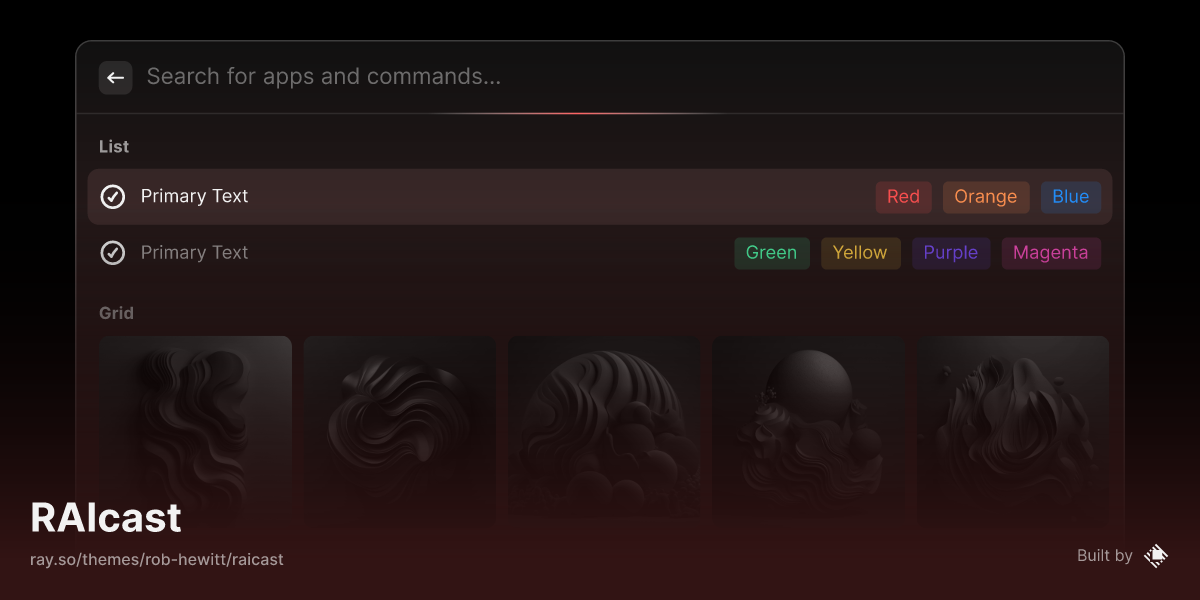 Search for apps and commands...
List
Primary Text Red Orange Blue
Primary Text Green Yellow Purple Magenta
Grid
RAIcast
ray.so/themes/rob-hewitt/raicast
Built by